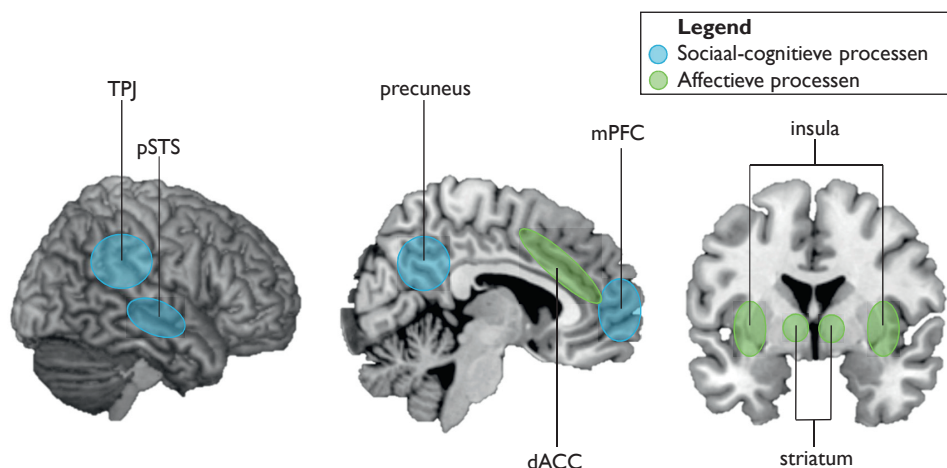 Legend
Sociaal-cognitieve processen
Affectieve processen
TPJ
pSTS
precuneus
mPFC
insula
dACC
striatum